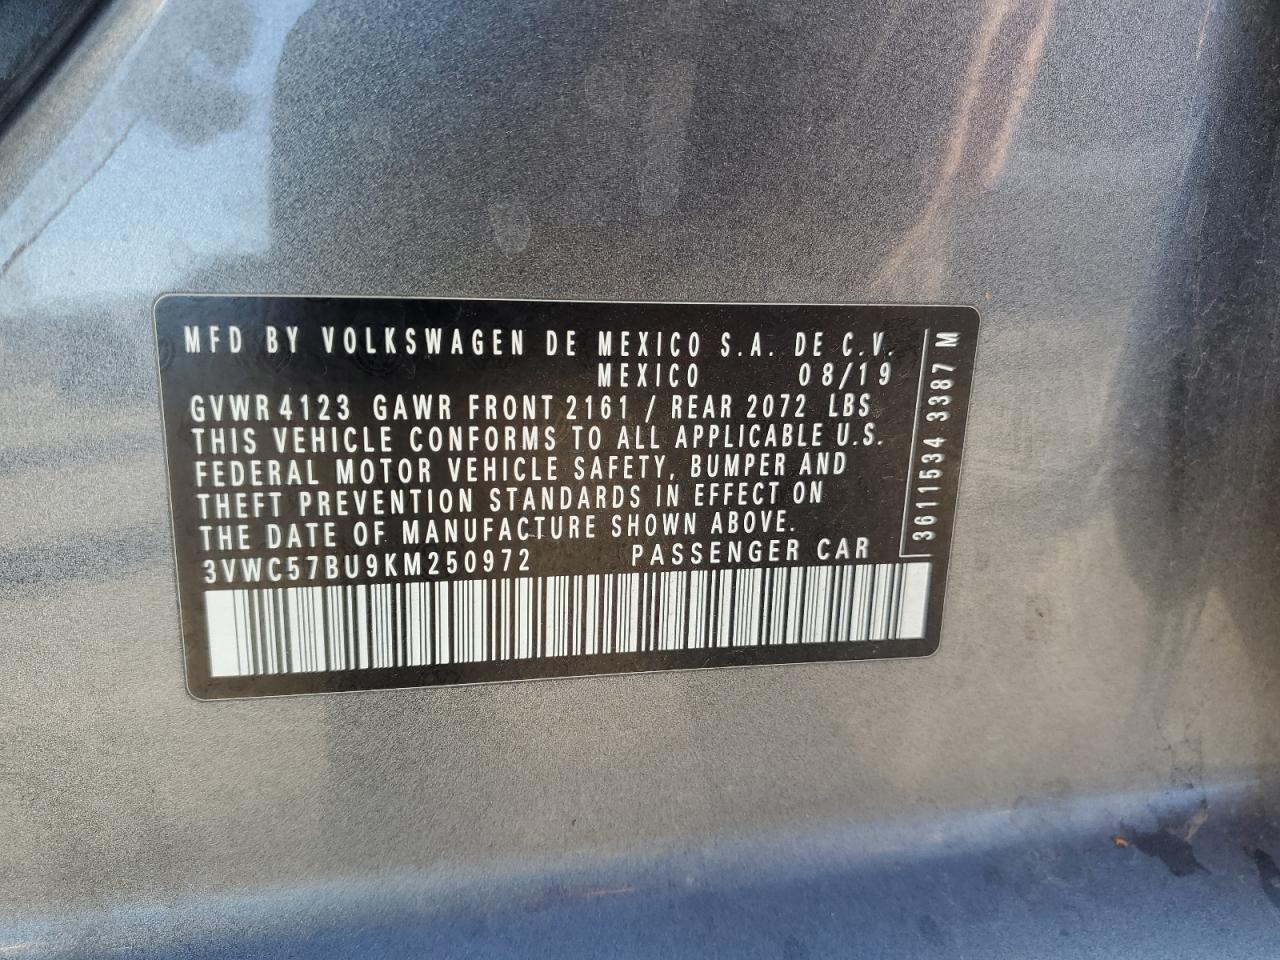 MFD BY VOLKSWAGEN DE MEXICO S.A. DE C.V.
MEXICO 08/19
GVWR 4123 GAWR FRONT 2161 / REAR 2072 LBS
THIS VEHICLE CONFORMS TO ALL APPLICABLE U.S.
FEDERAL MOTOR VEHICLE SAFETY, BUMPER AND
THEFT PREVENTION STANDARDS IN EFFECT ON
THE DATE OF MANUFACTURE SHOWN ABOVE.
3VWC57BU9KM250972 PASSENGER CAR
3611534 3387 M